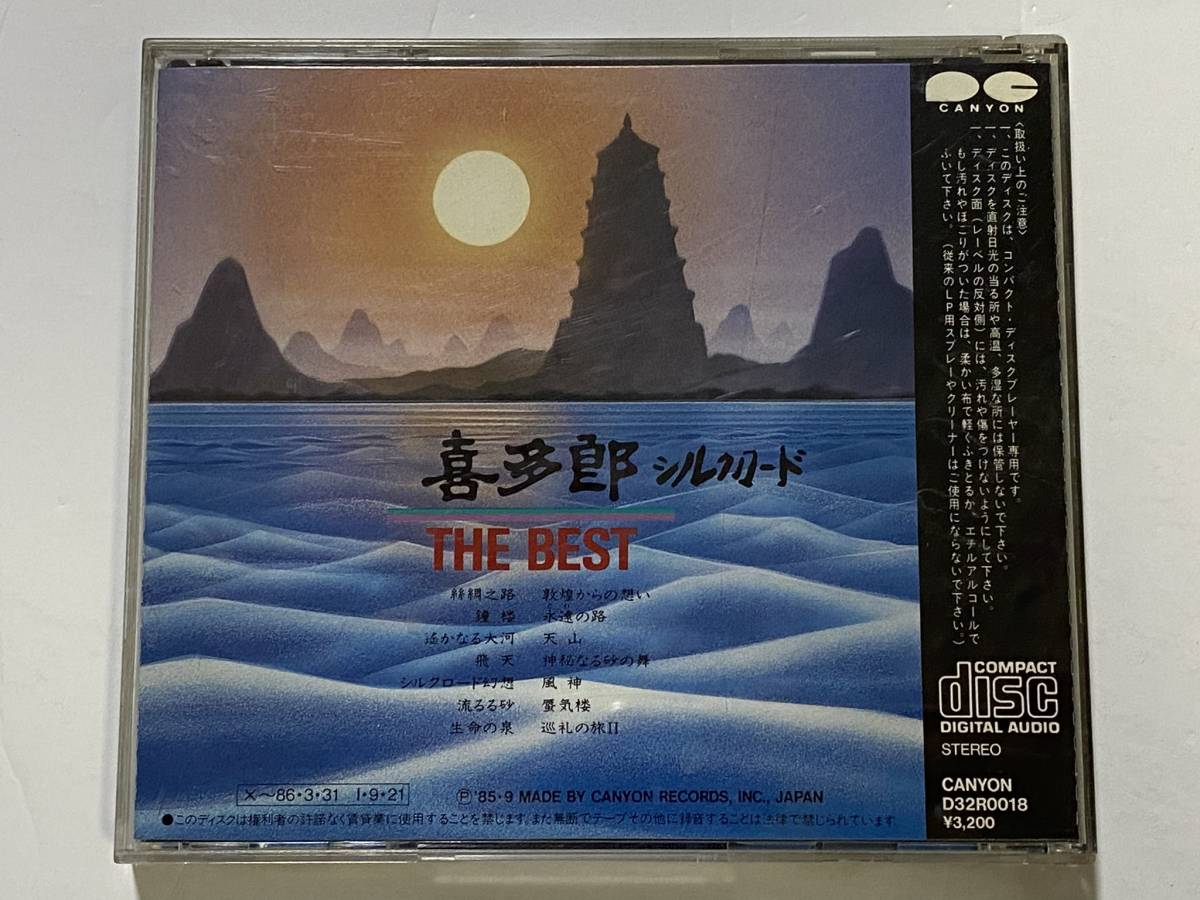 喜多郎 シルクロード
THE BEST
絲綢之路 敦煌からの想い
鐘楼 永遠の路
遙かなる大河 天山
飛天 神秘なる砂の舞
シルクロード幻想 風神
流るる砂 蜃気楼
生命の泉 巡礼の旅II
X～86・3・31 I・9・21
Ⓟ'85・9 MADE BY CANYON RECORDS, INC., JAPAN
●このディスクは権利者の許諾なく賃貸業に使用することを禁じます。また無断でテープその他に録音することは法律で禁じられています。
CANYON
〈取扱い上のご注意〉
一、このディスクは、コンパクト・ディスクプレーヤー専用です。
一、ディスクを直射日光の当る所や高温、多湿な所には保管しないで下さい。
一、ディスク面（レーベルの反対側）には、汚れや傷をつけないようにして下さい。
もし汚れやほこりがついた場合は、柔かい布で軽くふきとるか、エチルアルコールで
ふいて下さい。（従来のLP用スプレーやクリーナーはご使用にならないで下さい。）
COMPACT
disc
DIGITAL AUDIO
STEREO
CANYON
D32R0018
¥3,200